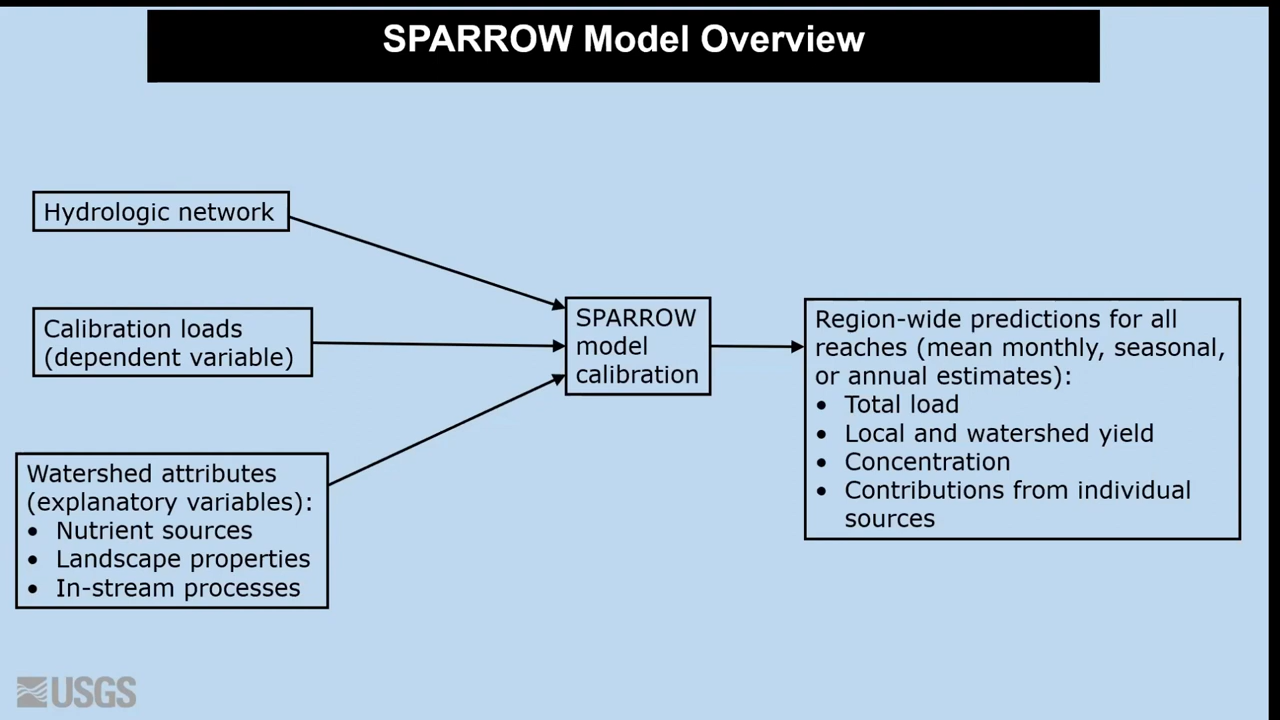 SPARROW Model Overview
Hydrologic network
Calibration loads
(dependent variable)
Watershed attributes
(explanatory variables):
• Nutrient sources
• Landscape properties
• In-stream processes
SPARROW
model
calibration
Region-wide predictions for all
reaches (mean monthly, seasonal,
or annual estimates):
• Total load
• Local and watershed yield
• Concentration
• Contributions from individual
sources
USGS